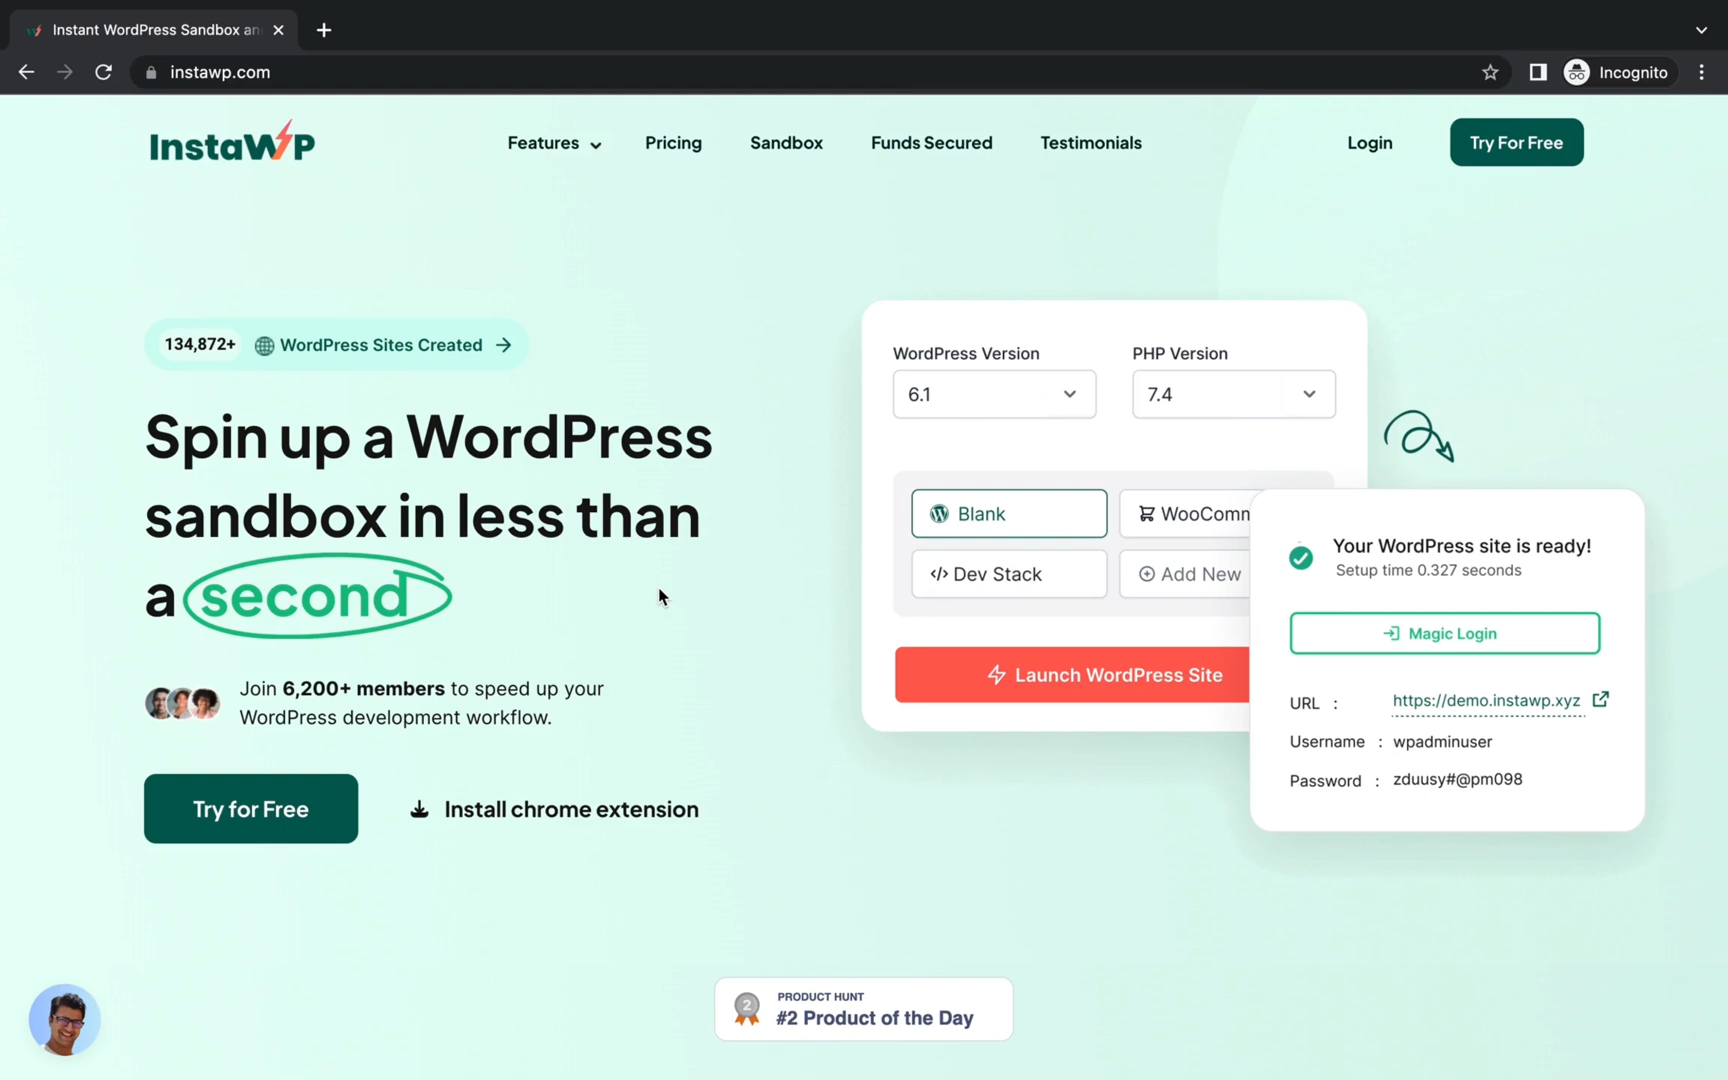 Instant WordPress Sandbox an
instawp.com
Incognito
InstaWP
Features
Pricing
Sandbox
Funds Secured
Testimonials
Login
Try For Free
134,872+ WordPress Sites Created
Spin up a WordPress
sandbox in less than
a second
Join 6,200+ members to speed up your
WordPress development workflow.
Try for Free
Install chrome extension
WordPress Version
PHP Version
6.1
7.4
Blank
WooComm
</> Dev Stack
Add New
Launch WordPress Site
Your WordPress site is ready!
Setup time 0.327 seconds
Magic Login
URL : https://demo.instawp.xyz
Username : wpadminuser
Password : zduusy#@pm098
2
PRODUCT HUNT
#2 Product of the Day